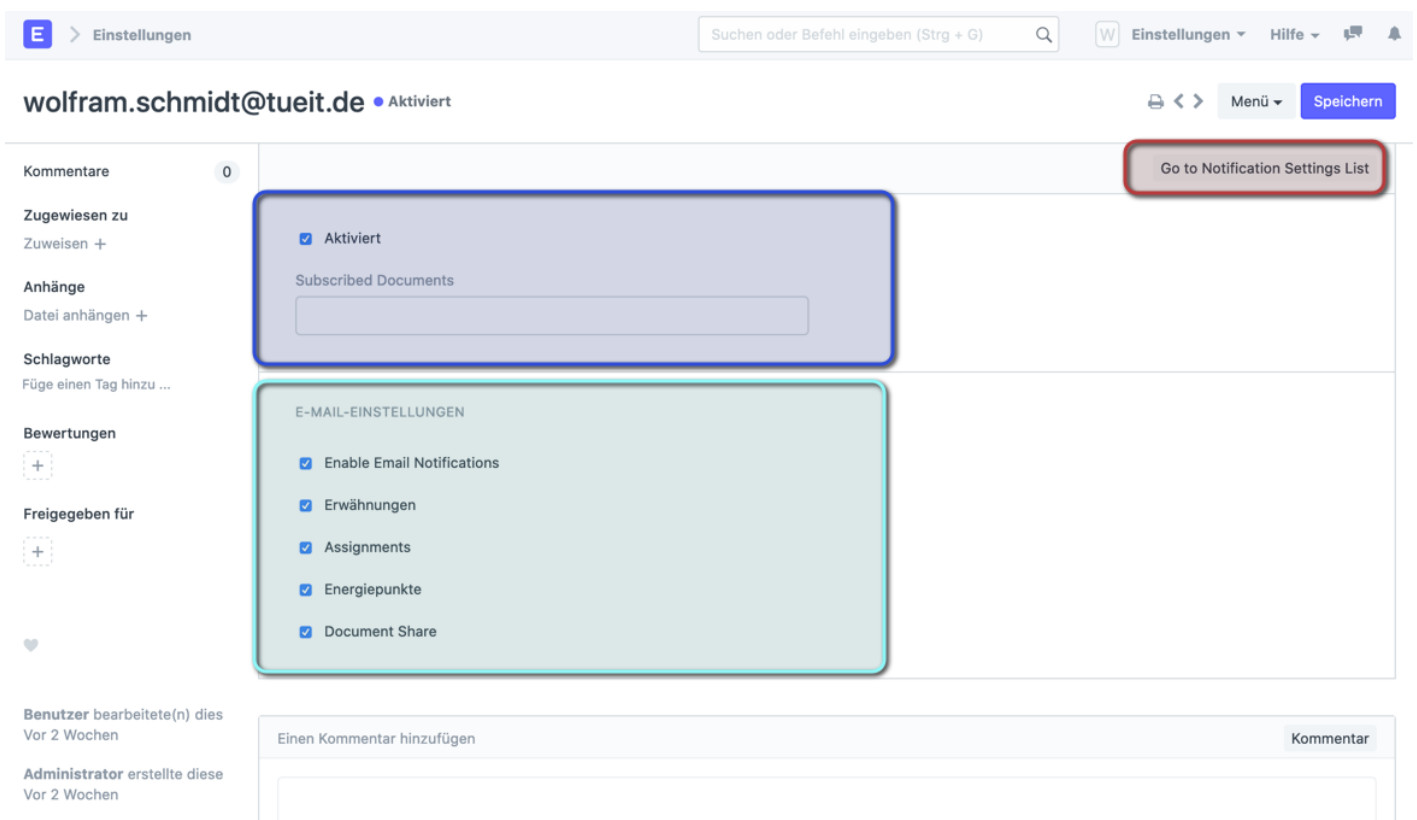 E > Einstellungen
Suchen oder Befehl eingeben (Strg + G)
W Einstellungen Hilfe
wolfram.schmidt@tueit.de Aktiviert
Menü Speichern
Kommentare 0
Go to Notification Settings List
Zugewiesen zu
Zuweisen +
Anhänge
Datei anhängen +
Schlagworte
Füge einen Tag hinzu ...
Bewertungen
+
Freigegeben für
+
Aktiviert
Subscribed Documents
E-MAIL-EINSTELLUNGEN
Enable Email Notifications
Erwähnungen
Assignments
Energiepunkte
Document Share
Benutzer bearbeitete(n) dies
Vor 2 Wochen
Administrator erstellte diese
Vor 2 Wochen
Einen Kommentar hinzufügen
Kommentar